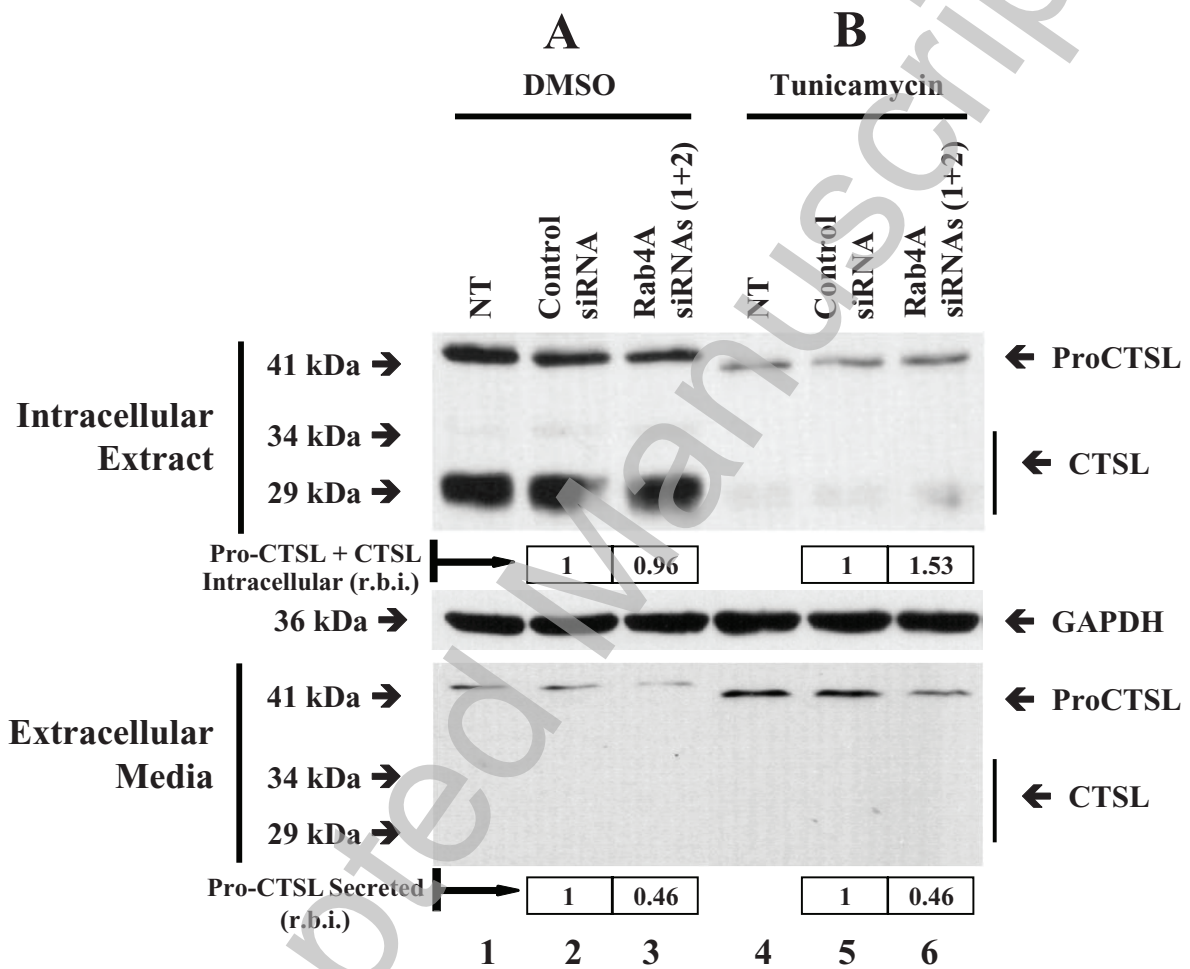 A
B
DMSO
Tunicamycin
NT
Control
siRNA
Rab4A
siRNAs (1+2)
NT
Control
siRNA
Rab4A
siRNAs (1+2)
Intracellular
Extract
41 kDa →
34 kDa →
29 kDa →
← ProCTSL
← CTSL
Pro-CTSL + CTSL
Intracellular (r.b.i.)
1 0.96 1 1.53
36 kDa →
← GAPDH
Extracellular
Media
41 kDa →
34 kDa →
29 kDa →
← ProCTSL
← CTSL
Pro-CTSL Secreted
(r.b.i.)
1 0.46 1 0.46
1 2 3 4 5 6
pted Manuscrip